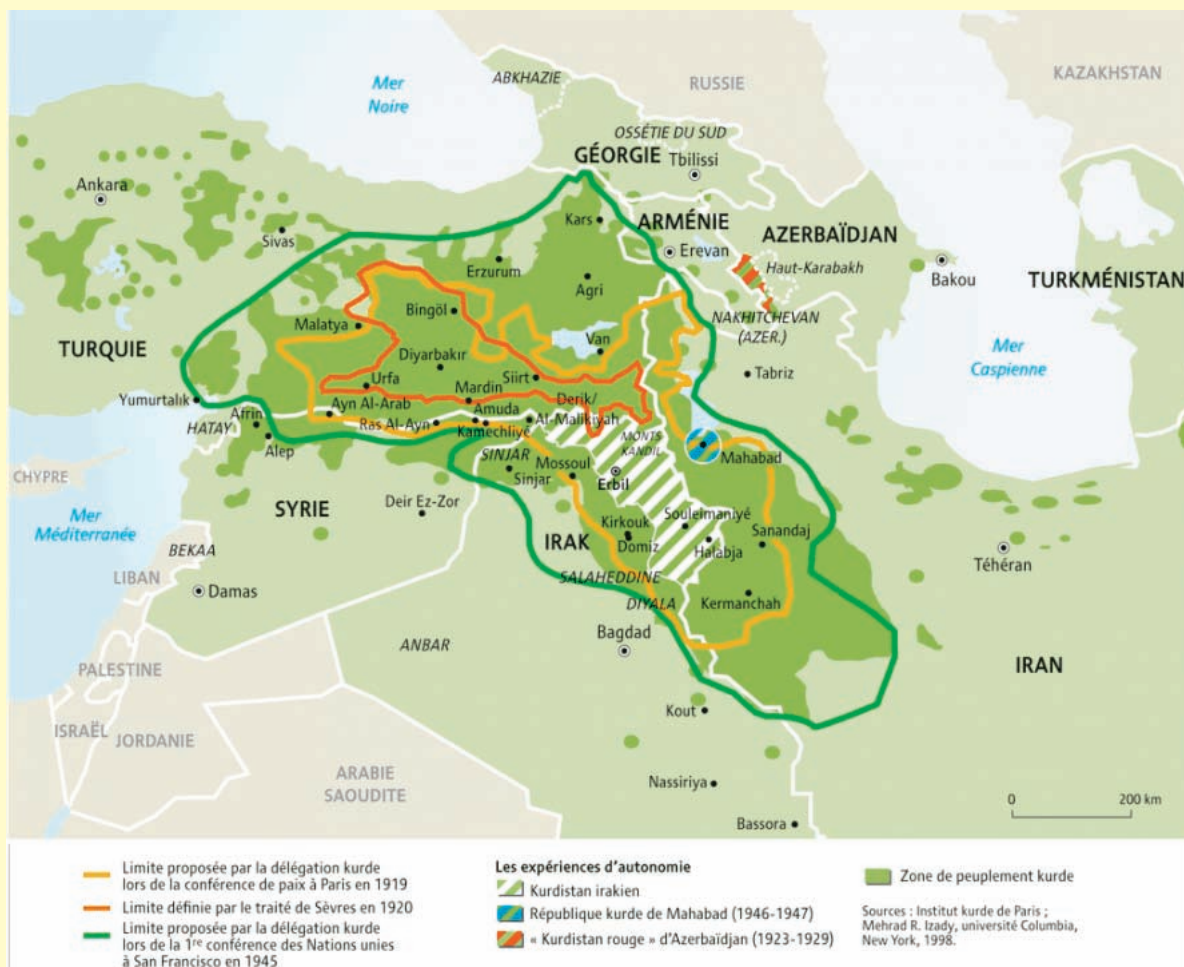 Mer
Noire
ABKHAZIE
RUSSIE
KAZAKHSTAN
OSSÉTIE DU SUD
GÉORGIE
Tbilissi
Ankara
Sivas
Kars
ARMÉNIE
Erevan
AZERBAÏDJAN
Haut-Karabakh
Bakou
TURKMÉNISTAN
Erzurum
Agri
NAKHITCHEVAN
(AZER.)
Malatya
Bingöl
Van
TURQUIE
Diyarbakır
Tabriz
Mer
Caspienne
Urfa
Mardin
Siirt
Yumurtalık
Afrin
Ayn Al-Arab
Amuda
Derik/
Al-Malikiyah
HATAY
Ras Al-Ayn
Kamechliyé
Alep
MONTS
KANDIL
Mahabad
SINJÂR
Sinjar
Mossoul
Erbil
CHYPRE
SYRIE
Deir Ez-Zor
Souleimaniyé
Mer
Méditerranée
IRAK
Kirkouk
Domiz
Halabja
Sanandaj
Téhéran
BEKAA
LIBAN
Damas
SALAHEDDINE
DIYALA
Kermanchah
ANBAR
Bagdad
IRAN
PALESTINE
Kout
ISRAËL
JORDANIE
ARABIE
SAOUDITE
Nassiriya
Bassora
0 200 km
Limite proposée par la délégation kurde
lors de la conférence de paix à Paris en 1919
Limite définie par le traité de Sèvres en 1920
Limite proposée par la délégation kurde
lors de la 1re conférence des Nations unies
à San Francisco en 1945
Les expériences d'autonomie
Kurdistan irakien
République kurde de Mahabad (1946-1947)
« Kurdistan rouge » d'Azerbaïdjan (1923-1929)
Zone de peuplement kurde
Sources : Institut kurde de Paris ;
Mehrad R. Izady, université Columbia,
New York, 1998.